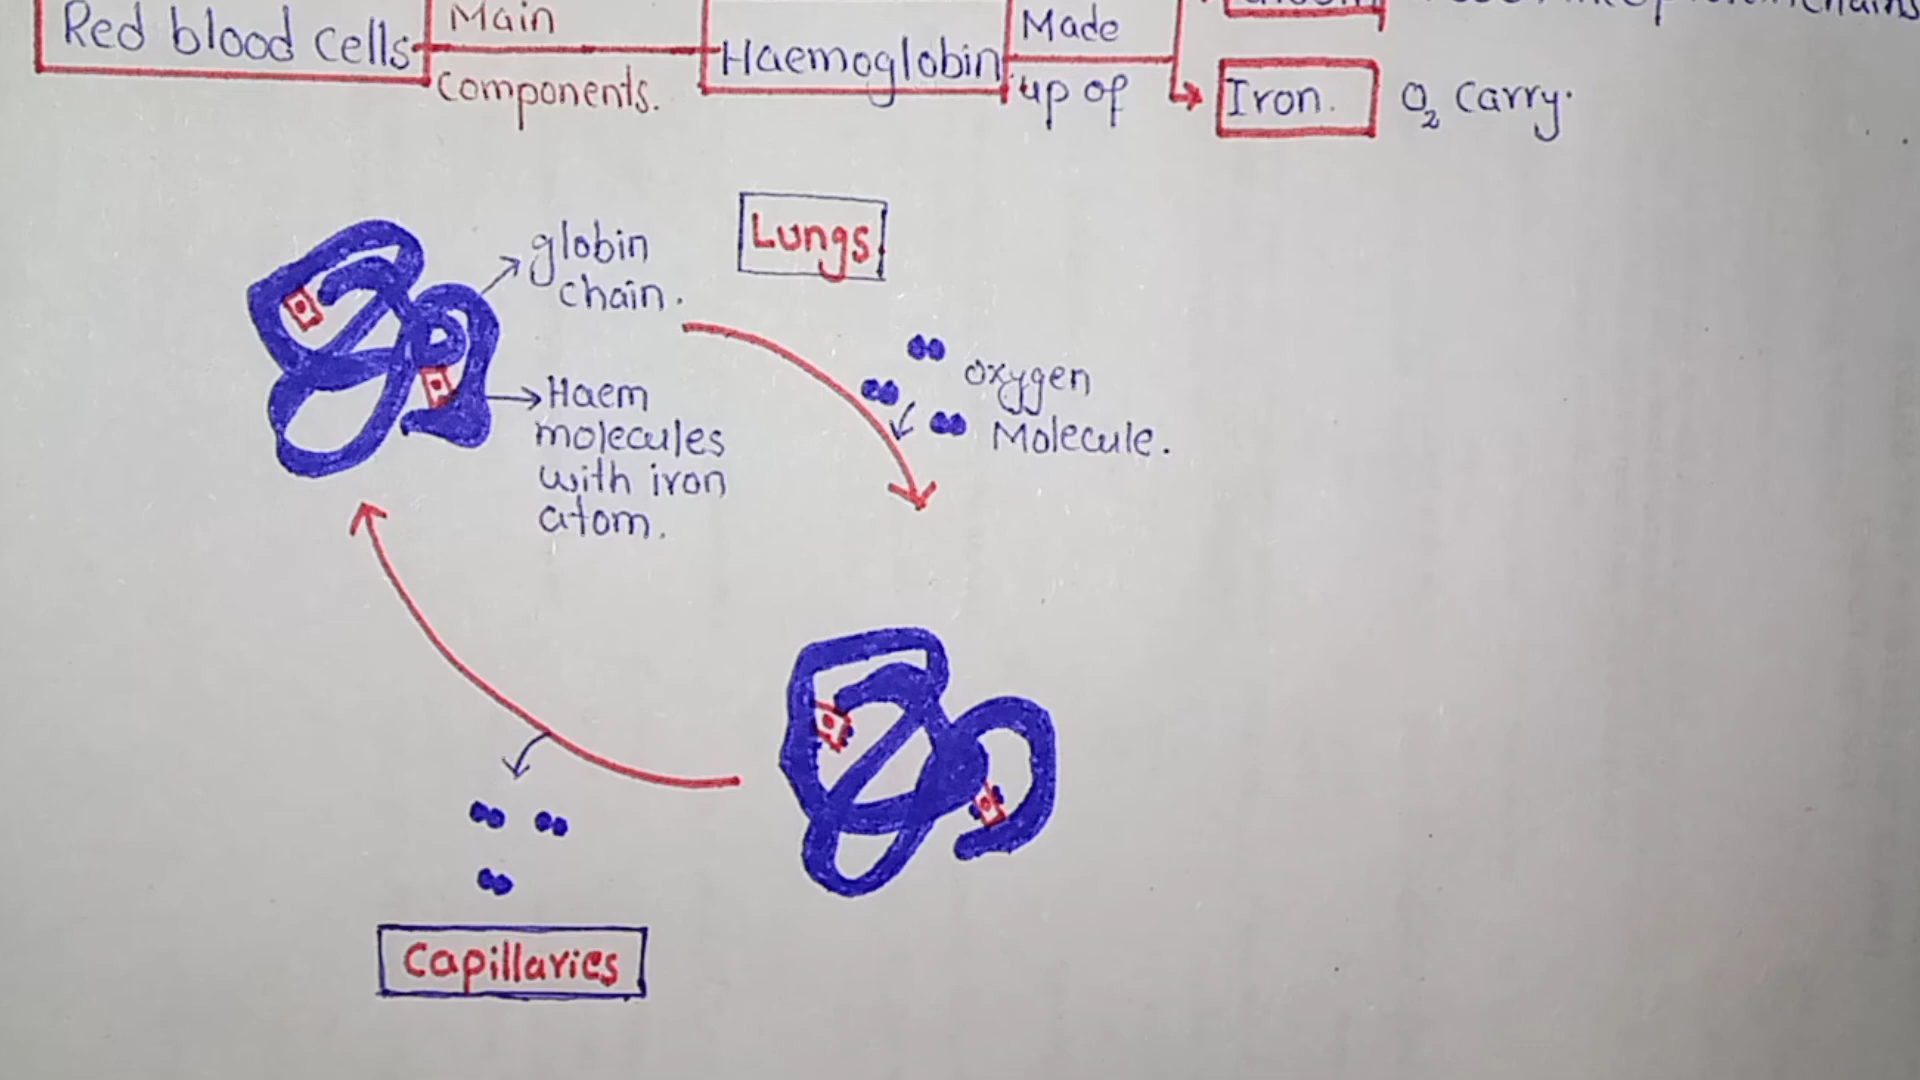 Red blood cells
Main
components.
Haemoglobin
Made
up of
Iron.
O₂ carry.
globin
chain.
Lungs
Haem
molecules
with iron
atom.
oxygen
Molecule.
Capillaries